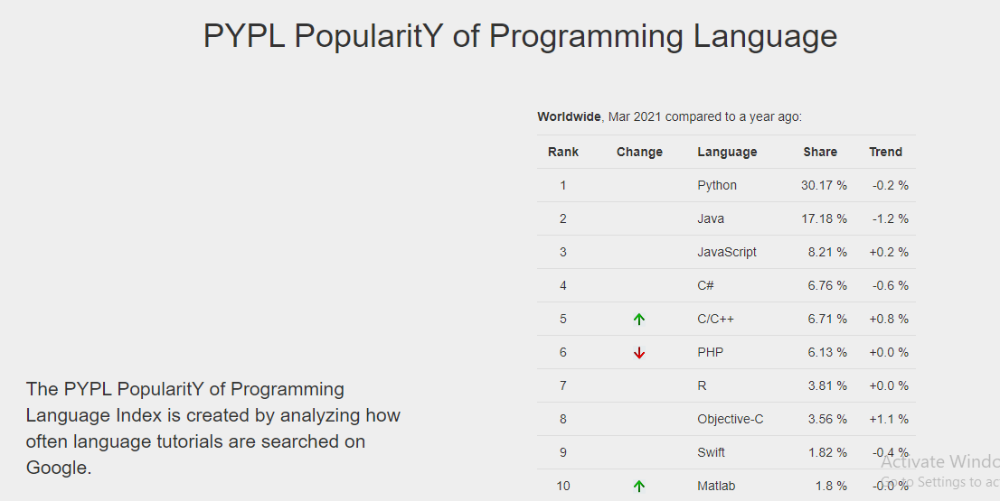 PYPL PopularitY of Programming Language
Worldwide, Mar 2021 compared to a year ago:
Rank Change Language Share Trend
1 Python 30.17 % -0.2 %
2 Java 17.18 % -1.2 %
3 JavaScript 8.21 % +0.2 %
4 C# 6.76 % -0.6 %
5 C/C++ 6.71 % +0.8 %
6 PHP 6.13 % +0.0 %
7 R 3.81 % +0.0 %
8 Objective-C 3.56 % +1.1 %
9 Swift 1.82 % -0.4 %
10 Matlab 1.8 % -0.0 %
The PYPL PopularitY of Programming
Language Index is created by analyzing how
often language tutorials are searched on
Google.
Activate Windo
Go to Settings to ac